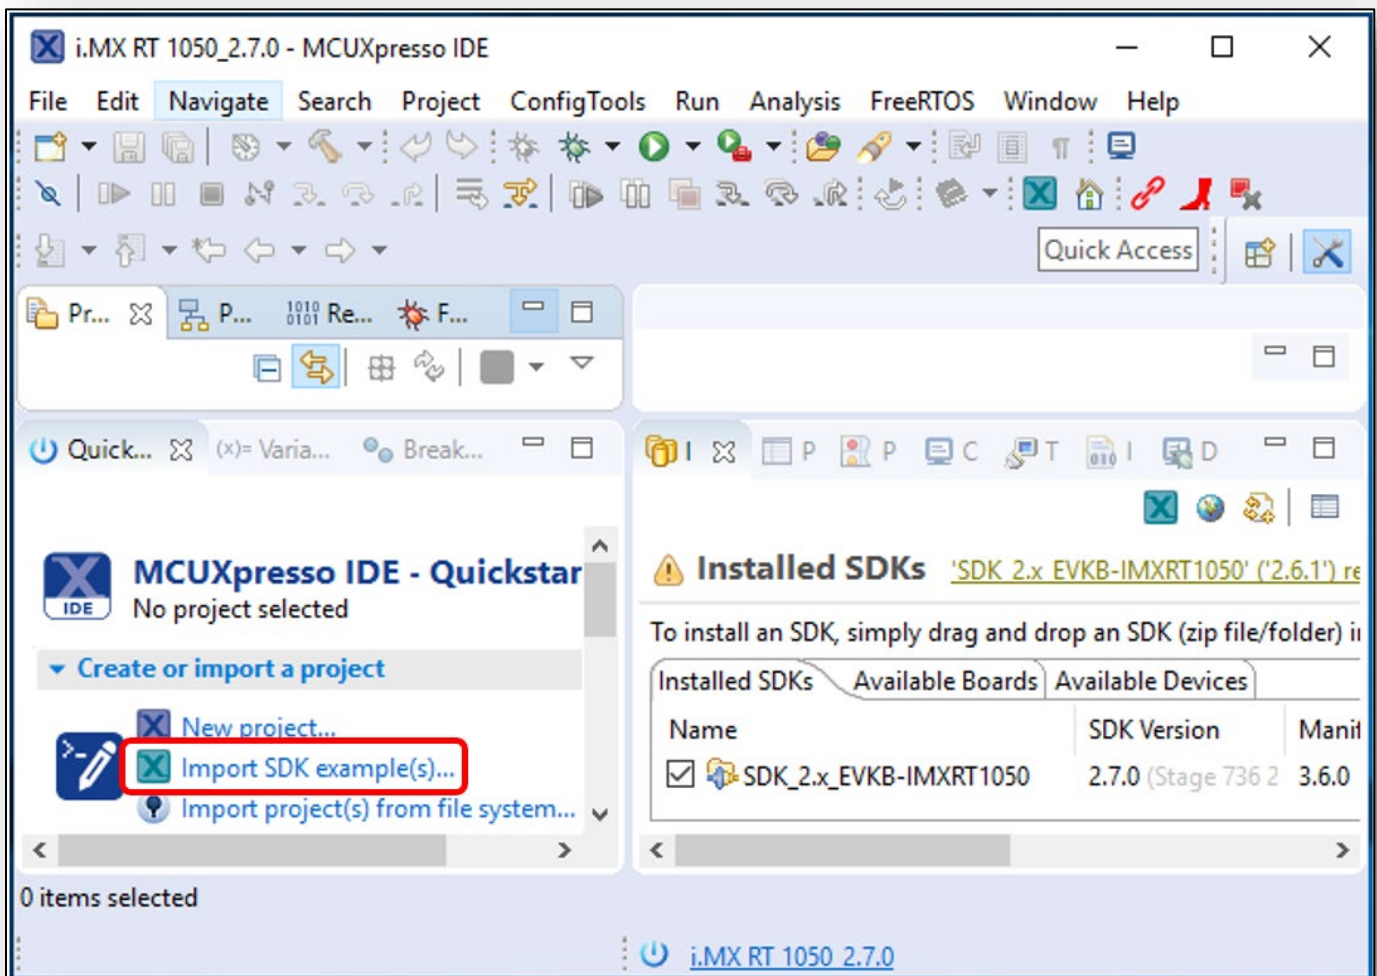 i.MX RT 1050_2.7.0 - MCUXpresso IDE
File Edit Navigate Search Project ConfigTools Run Analysis FreeRTOS Window Help
Quick Access
Pr... P... 1010 0101 Re... F...
Quick... (x)= Varia... Break...
I P P C T 010 I D
MCUXpresso IDE - Quickstar
IDE
No project selected
Create or import a project
New project...
Import SDK example(s)...
Import project(s) from file system...
Installed SDKs 'SDK_2.x_EVKB-IMXRT1050' ('2.6.1') re
To install an SDK, simply drag and drop an SDK (zip file/folder) i
Installed SDKs Available Boards Available Devices
Name SDK Version Manif
SDK_2.x_EVKB-IMXRT1050 2.7.0 (Stage 736 2 3.6.0
0 items selected
i.MX RT 1050_2.7.0